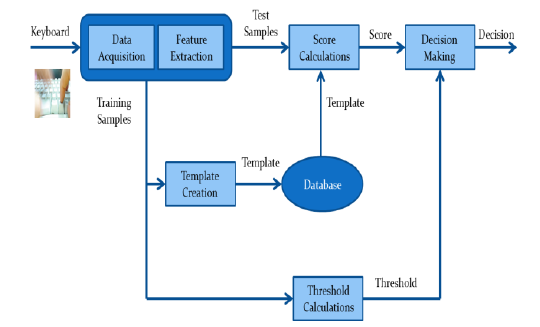 Test
Samples
Keyboard
Data
Acquisition
Feature
Extraction
Score
Calculations
Score
Decision
Making
Decision
Training
Samples
Template
Template
Creation
Template
Database
Threshold
Calculations
Threshold